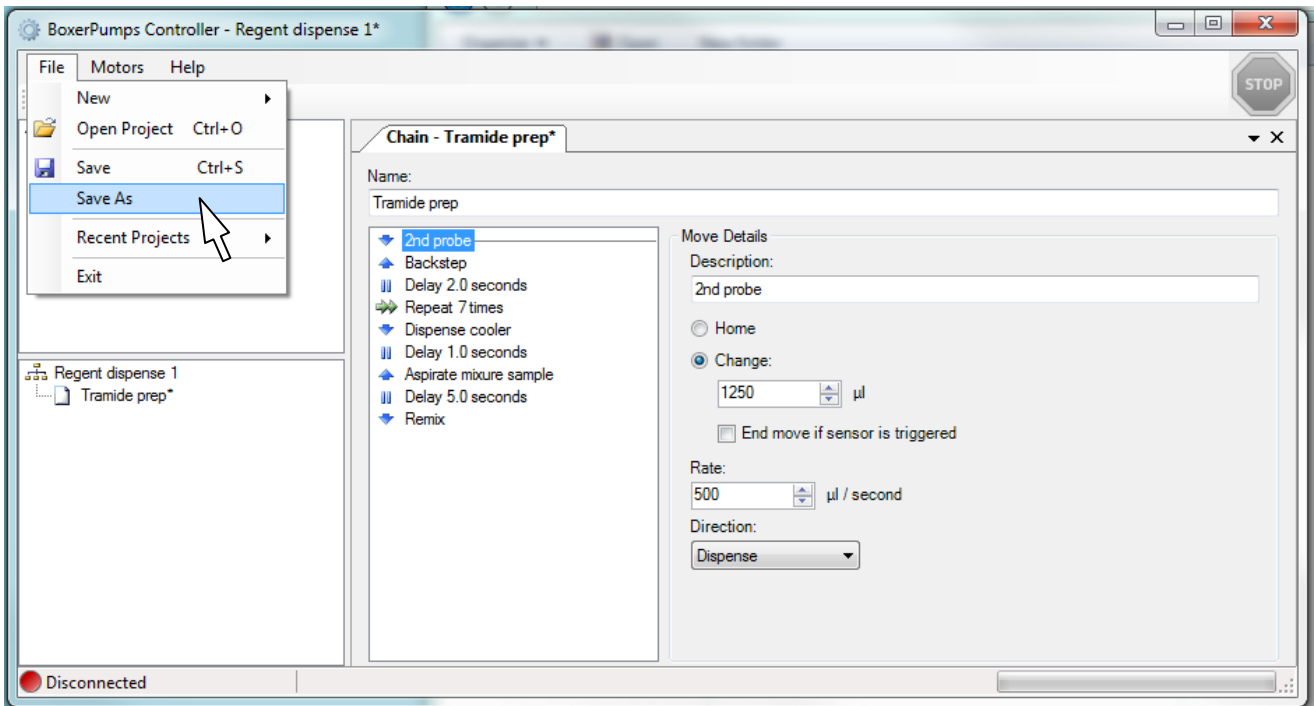 BoxerPumps Controller - Regent dispense 1*
File Motors Help
STOP
New
Open Project Ctrl+O
Save Ctrl+S
Save As
Recent Projects
Exit
Regent dispense 1
Tramide prep*
Chain - Tramide prep*
Name:
Tramide prep
2nd probe
Backstep
Delay 2.0 seconds
Repeat 7 times
Dispense cooler
Delay 1.0 seconds
Aspirate mixure sample
Delay 5.0 seconds
Remix
Move Details
Description:
2nd probe
Home
Change:
1250 µl
End move if sensor is triggered
Rate:
500 µl / second
Direction:
Dispense
Disconnected